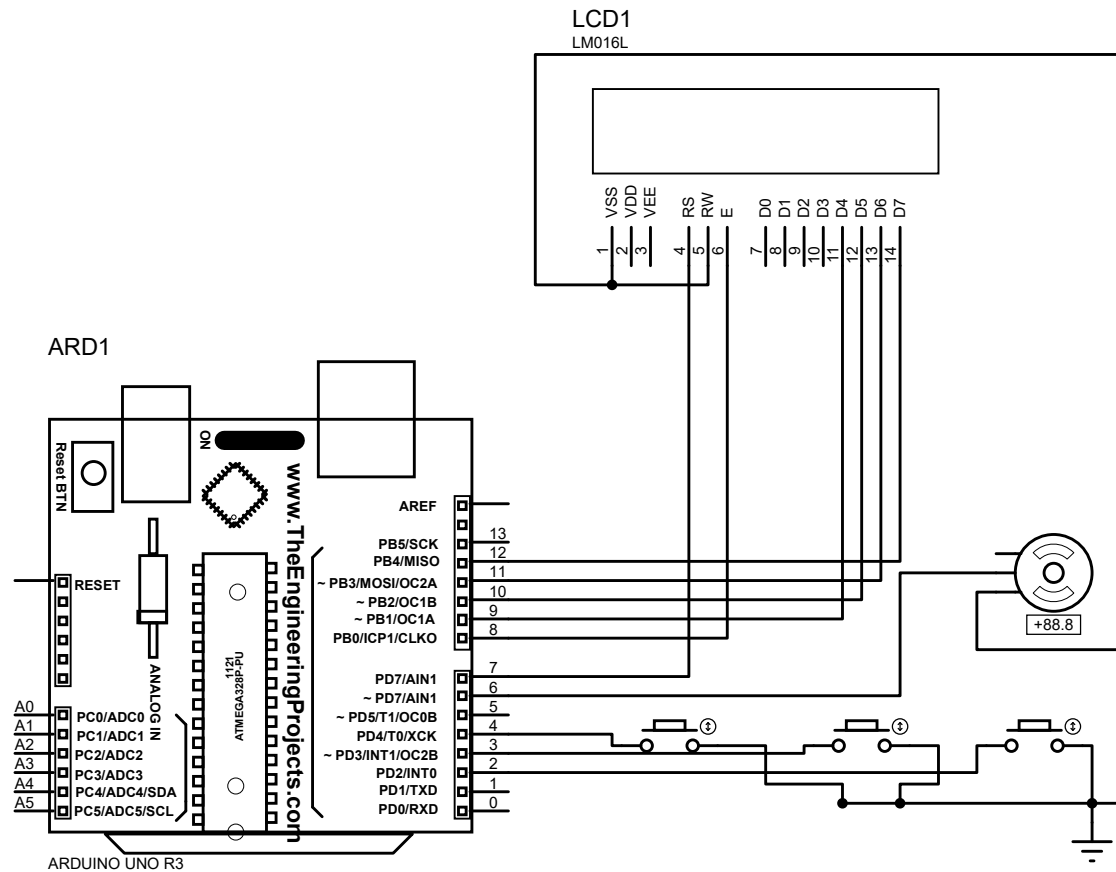 LCD1
LM016L
VSS
VDD
VEE
RS
RW
E
D0
D1
D2
D3
D4
D5
D6
D7
1
2
3
4
5
6
7
8
9
10
11
12
13
14
ARD1
Reset BTN
ON
www.TheEngineeringProjects.com
RESET
ANALOG IN
1121
ATMEGA328P-PU
AREF
PB5/SCK 13
PB4/MISO 12
~ PB3/MOSI/OC2A 11
~ PB2/OC1B 10
~ PB1/OC1A 9
PB0/ICP1/CLKO 8
PD7/AIN1 7
~ PD7/AIN1 6
~ PD5/T1/OC0B 5
PD4/T0/XCK 4
~ PD3/INT1/OC2B 3
PD2/INT0 2
PD1/TXD 1
PD0/RXD 0
A0 PC0/ADC0
A1 PC1/ADC1
A2 PC2/ADC2
A3 PC3/ADC3
A4 PC4/ADC4/SDA
A5 PC5/ADC5/SCL
ARDUINO UNO R3
+88.8